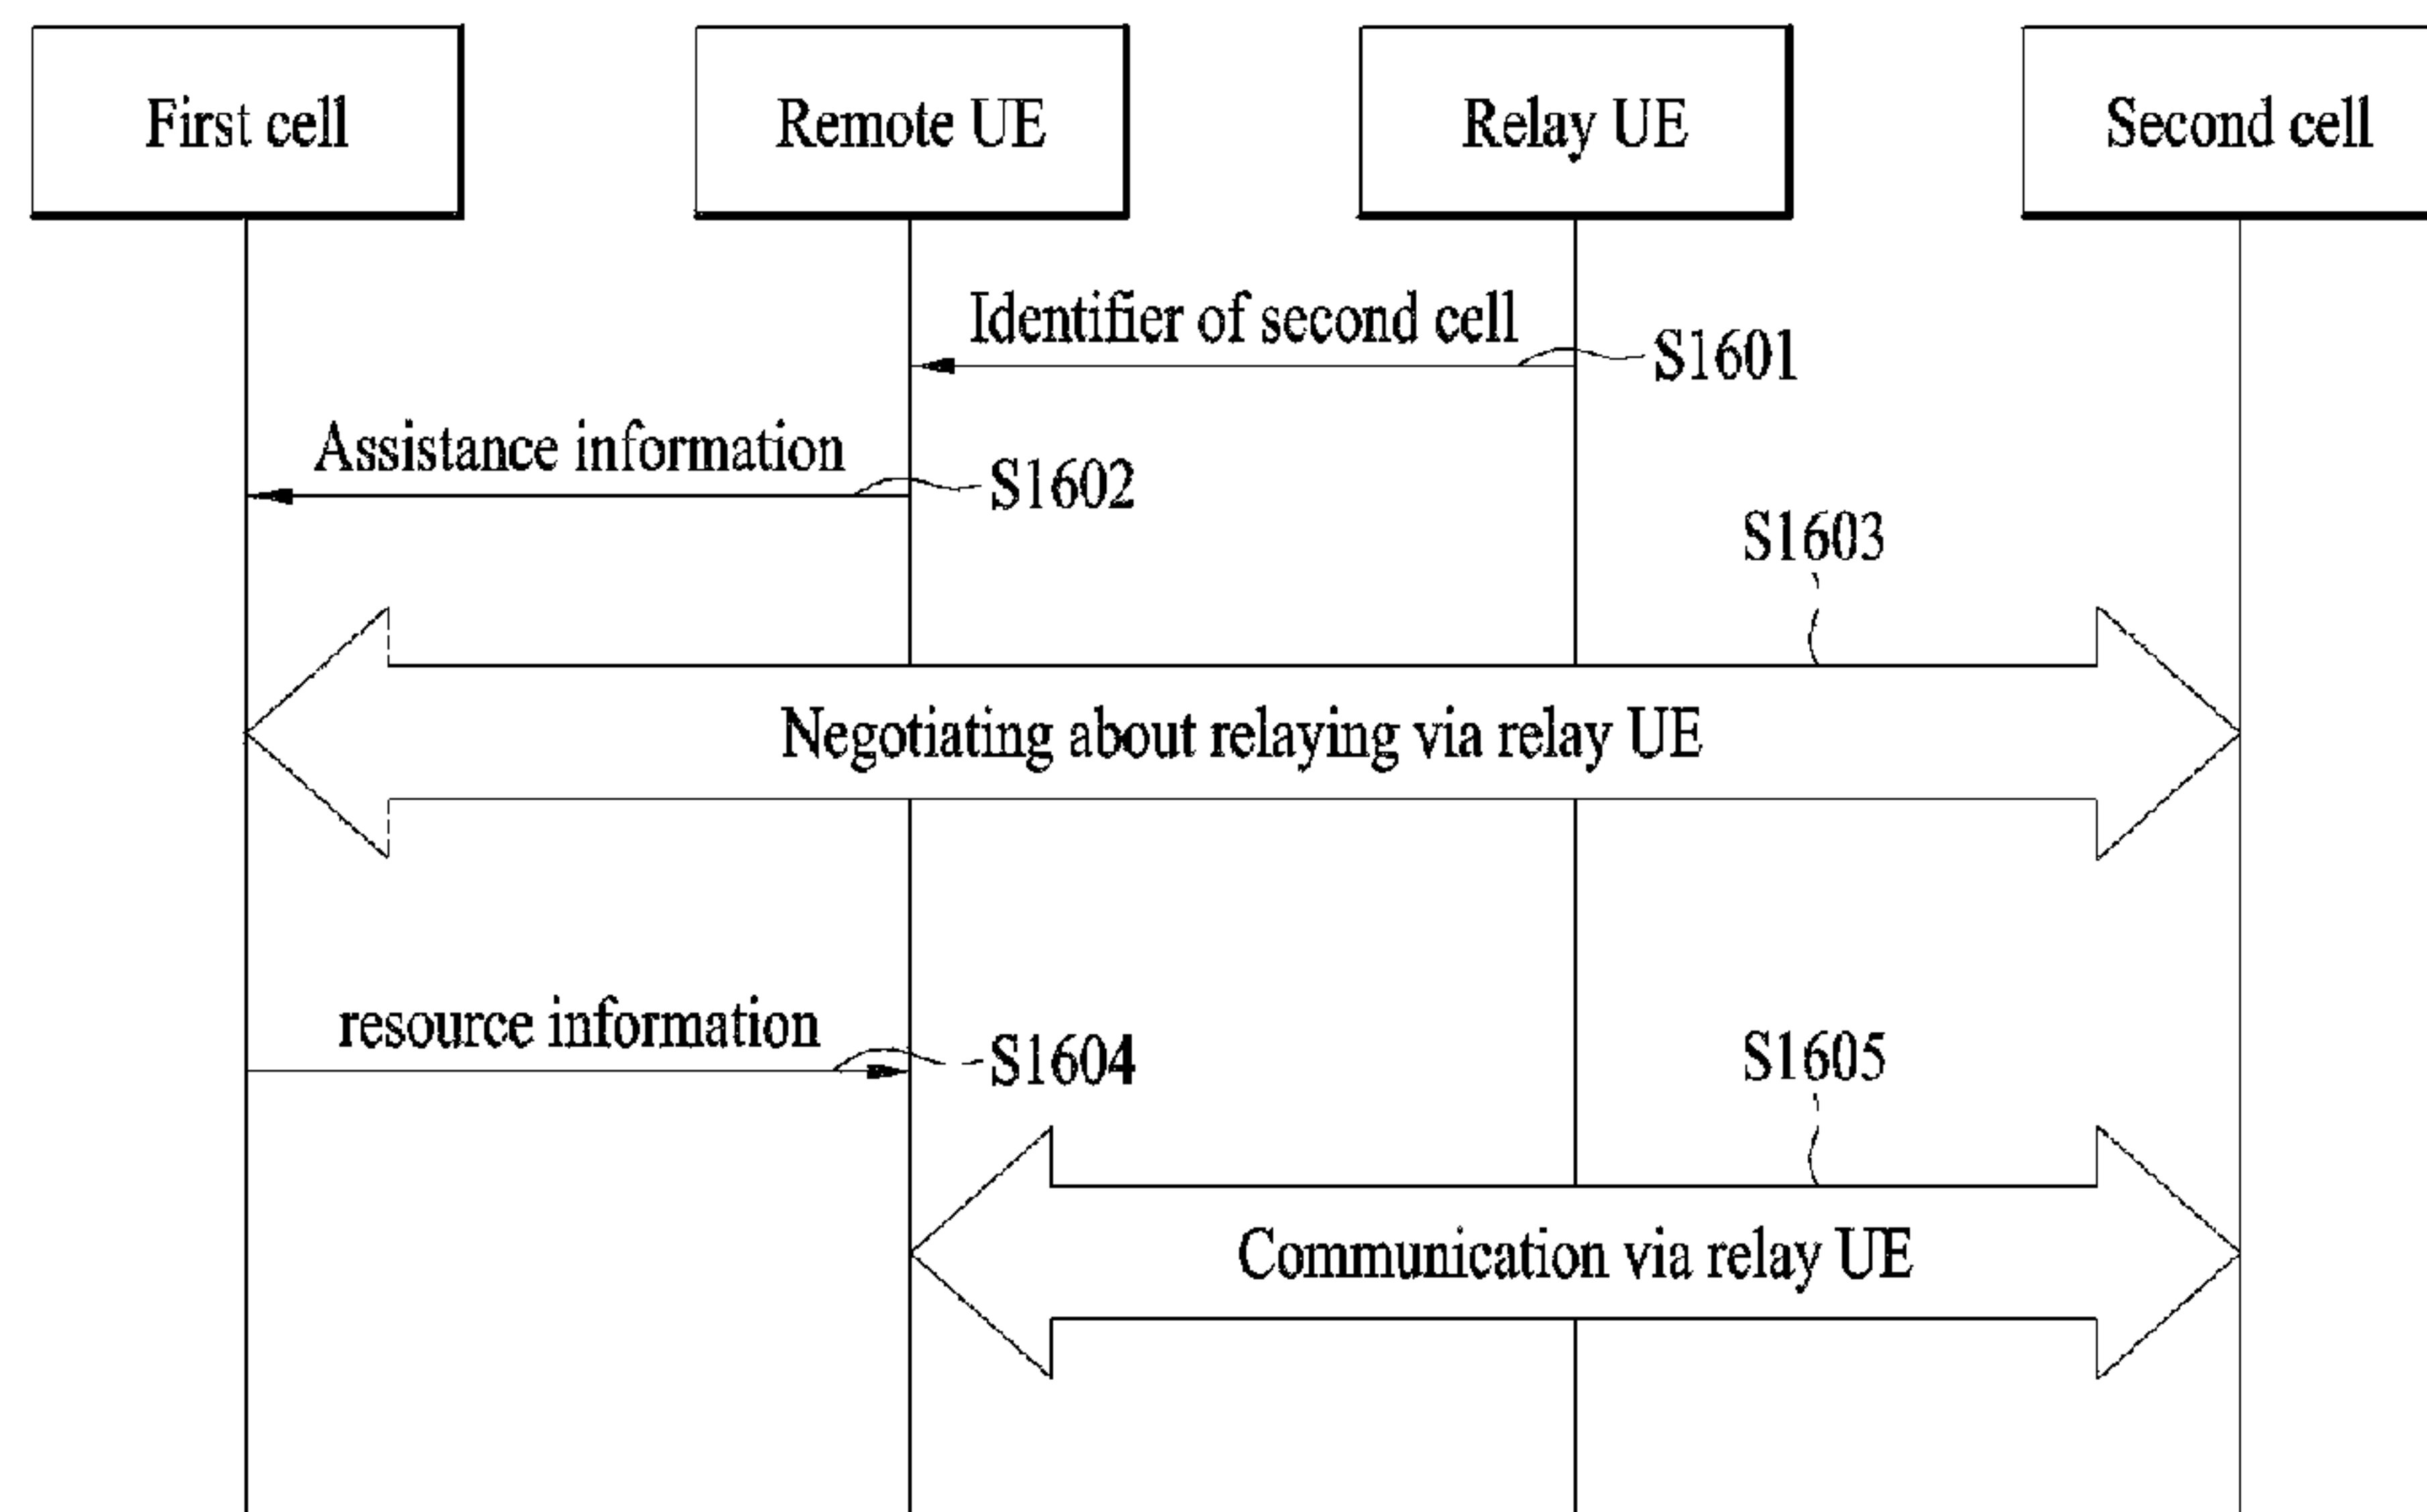 First cell
Remote UE
Relay UE
Second cell
Identifier of second cell
S1601
Assistance information
S1602
S1603
Negotiating about relaying via relay UE
resource information
S1604
S1605
Communication via relay UE